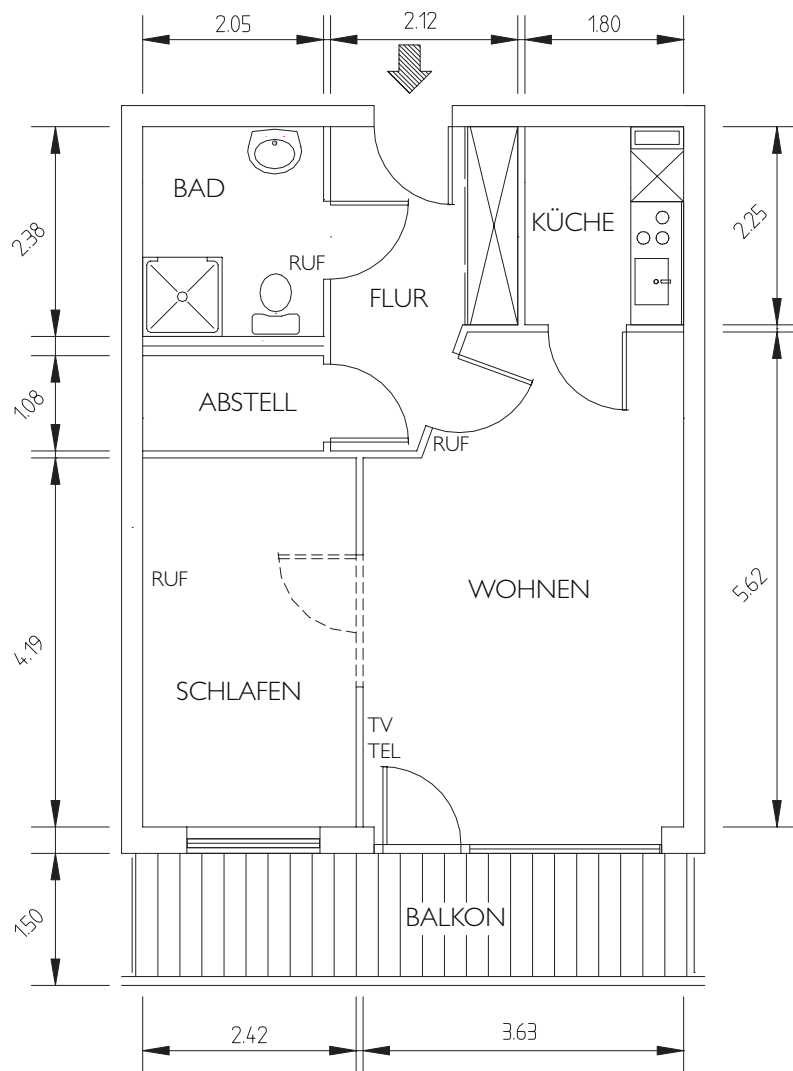 2.05
2.12
1.80
BAD
KÜCHE
2.38
2.25
RUF
FLUR
ABSTELL
1.08
RUF
RUF
WOHNEN
5.62
4.19
SCHLAFEN
TV
TEL
BALKON
1.50
2.42
3.63